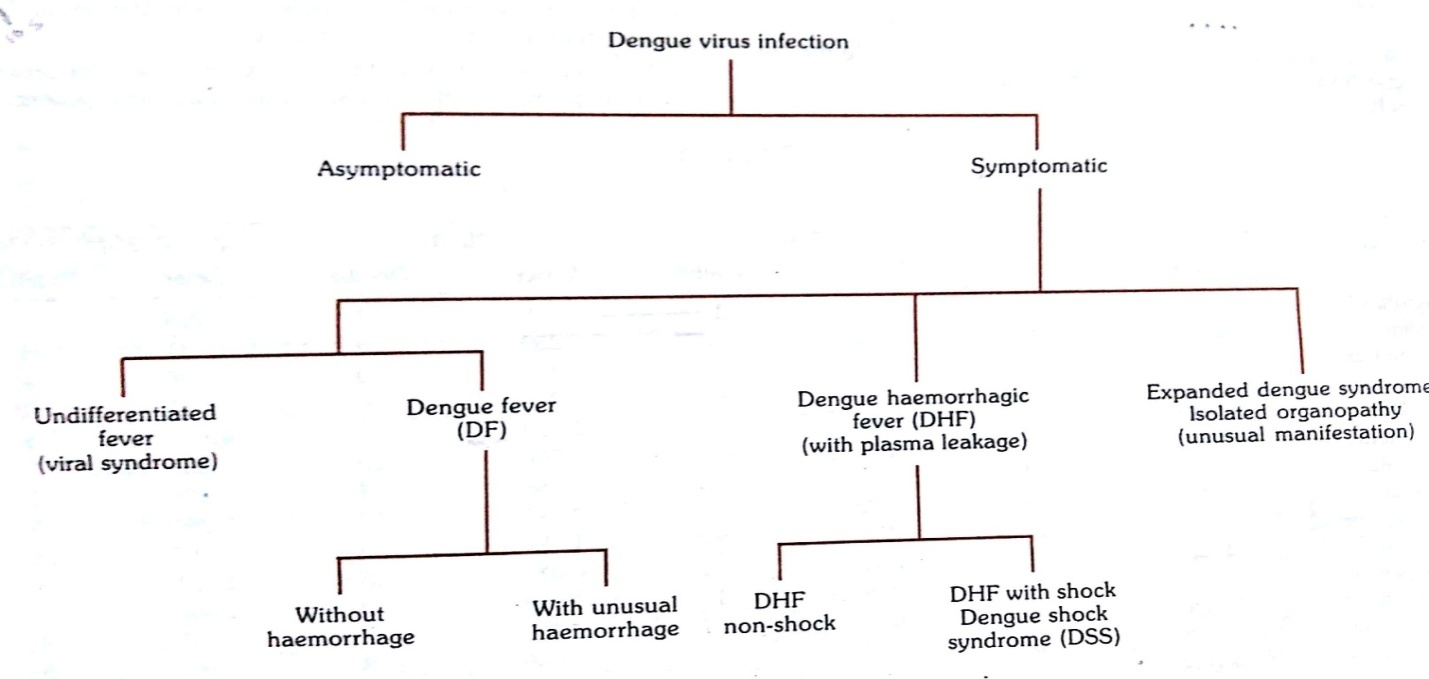 Dengue virus infection
Asymptomatic
Symptomatic
Undifferentiated
fever
(viral syndrome)
Dengue fever
(DF)
Dengue haemorrhagic
fever (DHF)
(with plasma leakage)
Expanded dengue syndrome
Isolated organopathy
(unusual manifestation)
Without
haemorrhage
With unusual
haemorrhage
DHF
non-shock
DHF with shock
Dengue shock
syndrome (DSS)